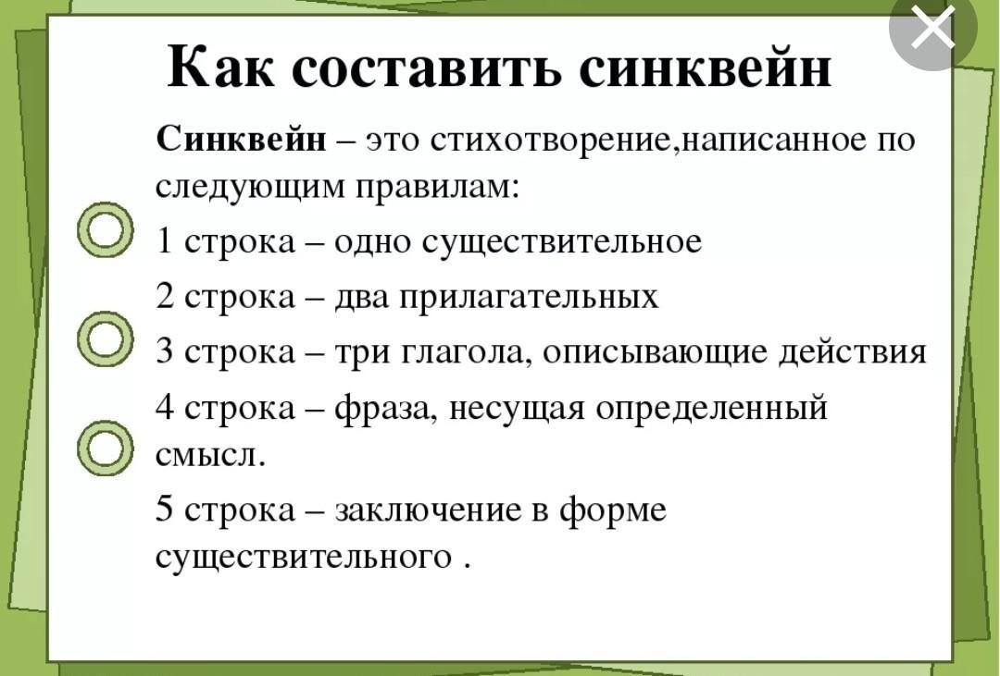 Как составить синквейн
Синквейн – это стихотворение,написанное по
следующим правилам:
1 строка – одно существительное
2 строка – два прилагательных
3 строка – три глагола, описывающие действия
4 строка – фраза, несущая определенный
смысл.
5 строка – заключение в форме
существительного .